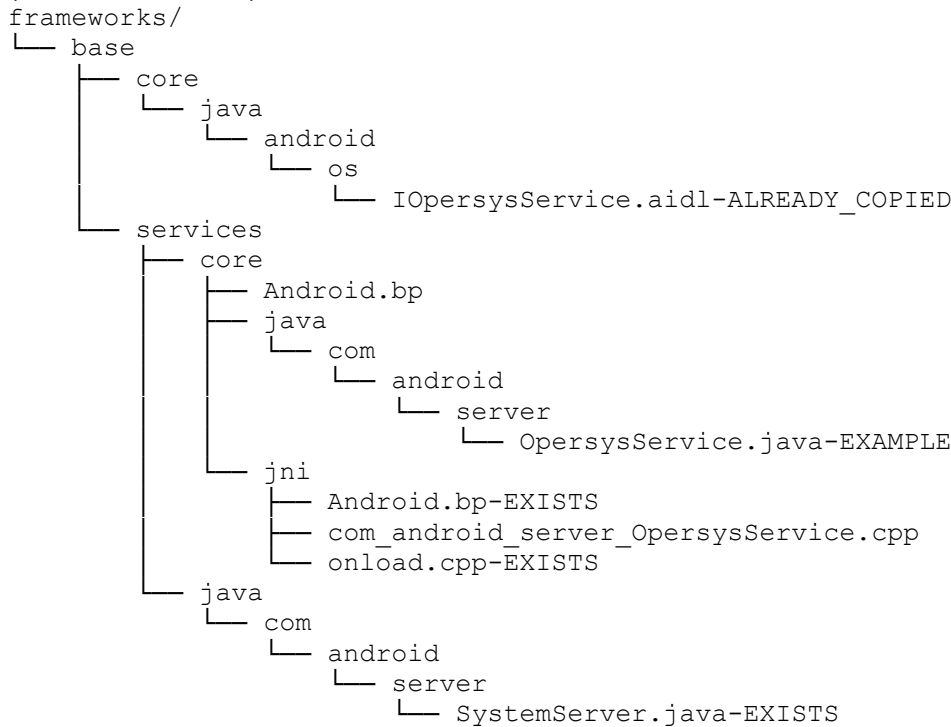 frameworks/
└── base
    ├── core
    │   └── java
    │       └── android
    │           └── os
    │               └── IOpersysService.aidl-ALREADY_COPIED
    └── services
        ├── core
        │   ├── Android.bp
        │   ├── java
        │   │   └── com
        │   │       └── android
        │   │           └── server
        │   │               └── OpersysService.java-EXAMPLE
        │   └── jni
        │       ├── Android.bp-EXISTS
        │       ├── com_android_server_OpersysService.cpp
        │       └── onload.cpp-EXISTS
        └── java
            └── com
                └── android
                    └── server
                        └── SystemServer.java-EXISTS